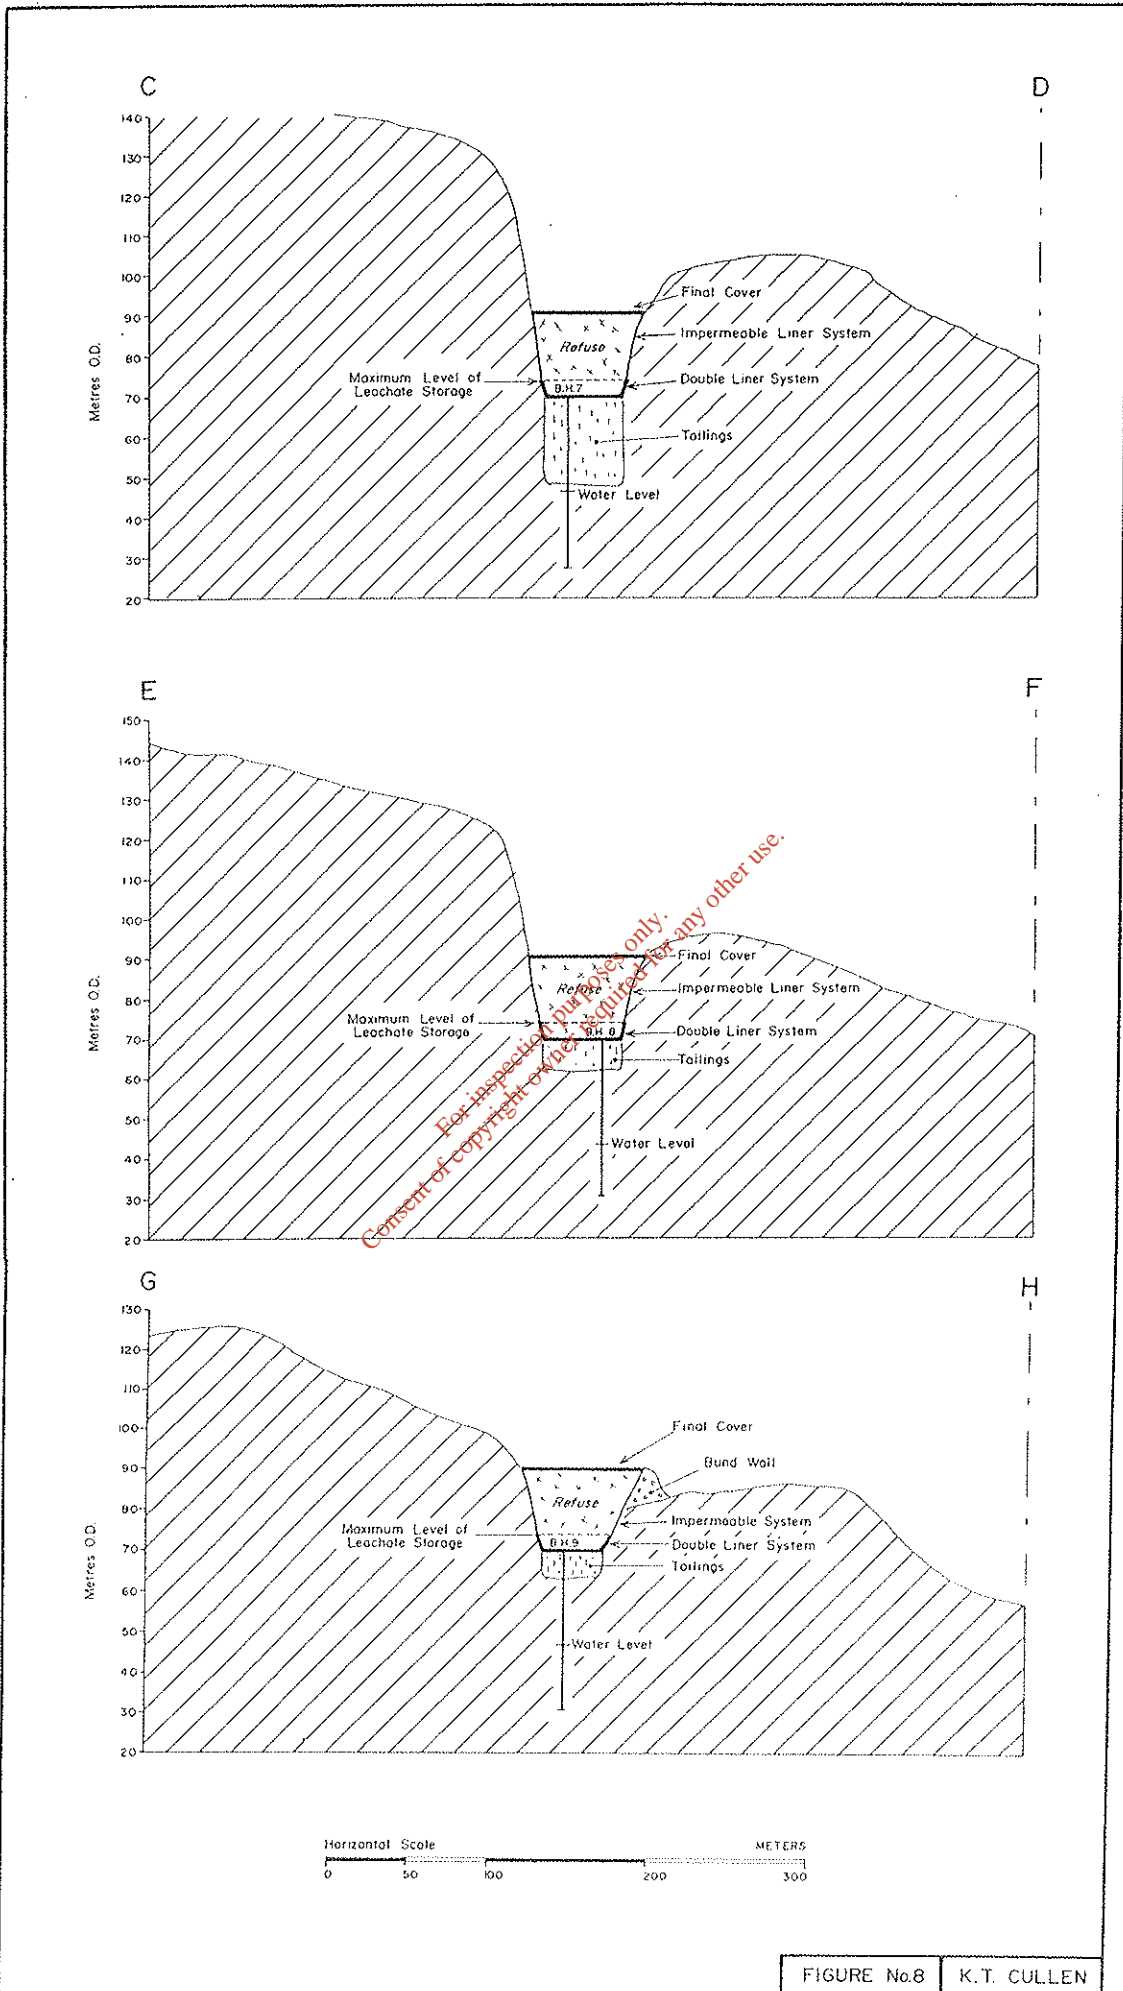 C
D
140
130
120
110
100
90
80
70
60
50
40
30
20
Metres O.D.
Final Cover
Impermeable Liner System
Refuse
Maximum Level of
Leachate Storage
Double Liner System
B.H.7
Tailings
Water Level
E
F
150
140
130
120
110
100
90
80
70
60
50
40
30
20
Metres O.D.
Final Cover
Refuse
Impermeable Liner System
Maximum Level of
Leachate Storage
Double Liner System
Tailings
Water Level
For inspection purposes only.
Consent of copyright owner required for any other use.
G
H
130
120
110
100
90
80
70
60
50
40
30
20
Metres O.D.
Final Cover
Bund Wall
Refuse
Maximum Level of
Leachate Storage
Impermeable System
B.H.9
Double Liner System
Tailings
Water Level
Horizontal Scale
METERS
0 50 100 200 300
FIGURE No.8
K.T. CULLEN